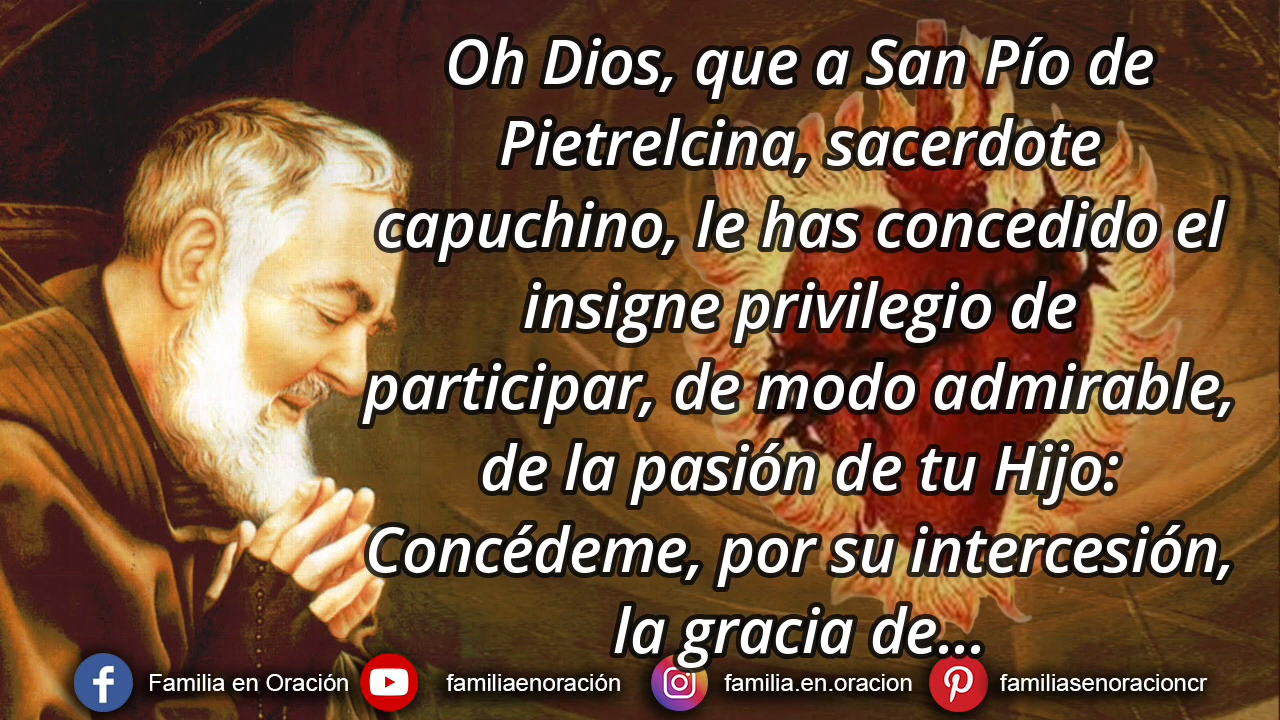 Oh Dios, que a San Pío de
Pietrelcina, sacerdote
capuchino, le has concedido el
insigne privilegio de
participar, de modo admirable,
de la pasión de tu Hijo:
Concédeme, por su intercesión,
la gracia de...
Familia en Oración familiaenoración familia.en.oracion familiasenoracioncr